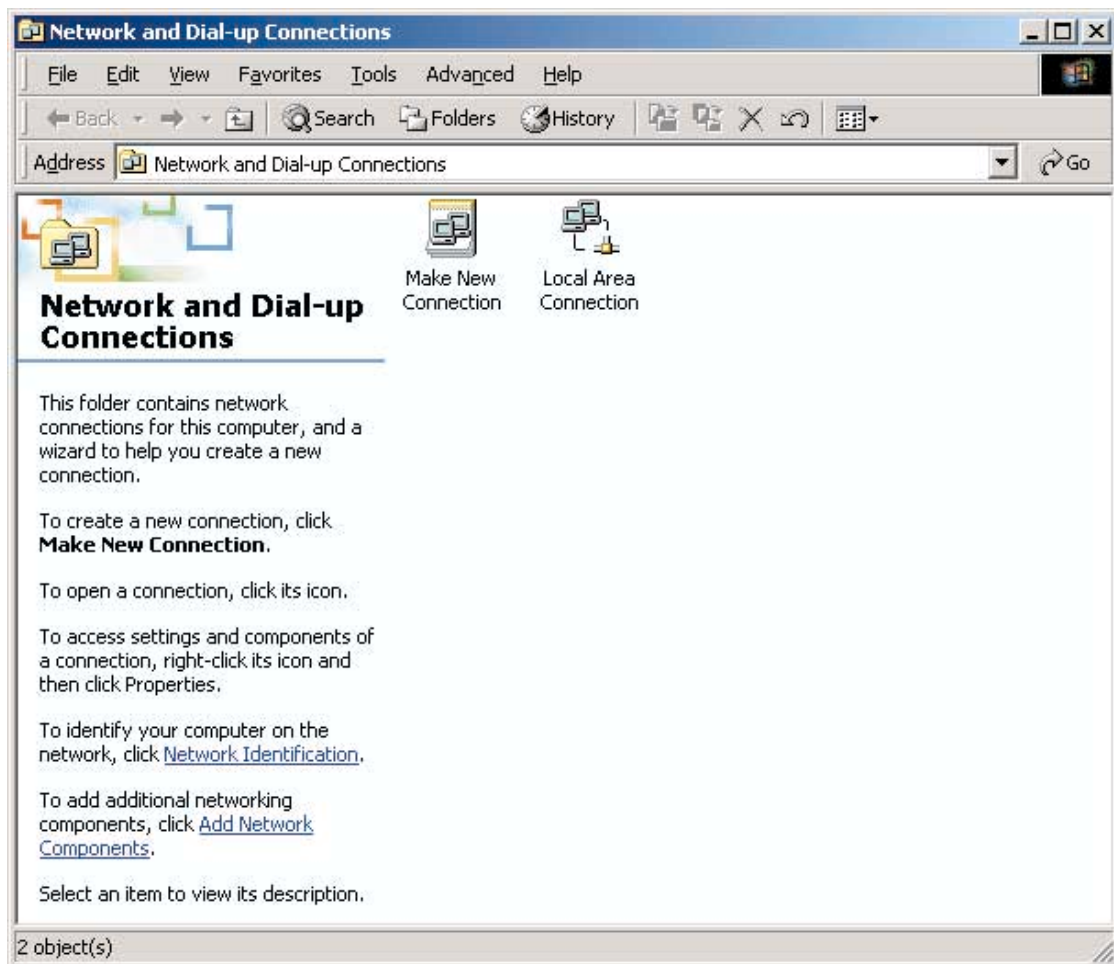 Network and Dial-up Connections
File Edit View Favorites Tools Advanced Help
Back Search Folders History
Address Network and Dial-up Connections Go
Make New
Connection
Local Area
Connection
Network and Dial-up
Connections
This folder contains network
connections for this computer, and a
wizard to help you create a new
connection.
To create a new connection, click
Make New Connection.
To open a connection, click its icon.
To access settings and components of
a connection, right-click its icon and
then click Properties.
To identify your computer on the
network, click Network Identification.
To add additional networking
components, click Add Network
Components.
Select an item to view its description.
2 object(s)